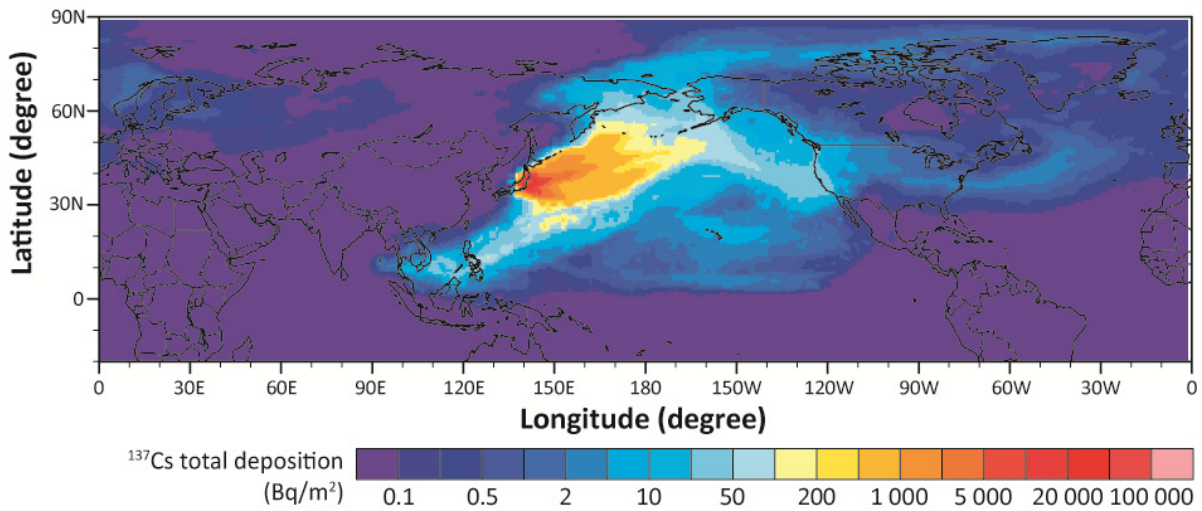 90N
60N
30N
0
Latitude (degree)
0 30E 60E 90E 120E 150E 180 150W 120W 90W 60W 30W 0
Longitude (degree)
¹³⁷Cs total deposition
(Bq/m²)
0.1 0.5 2 10 50 200 1 000 5 000 20 000 100 000